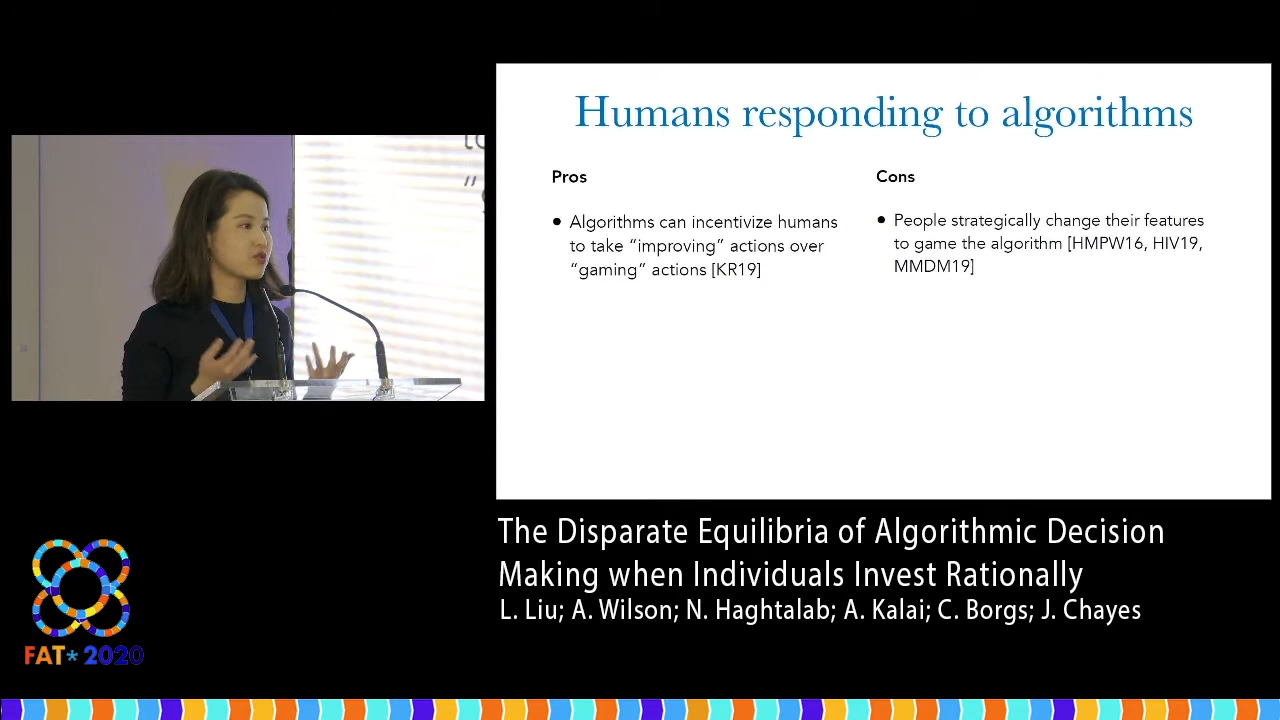 Humans responding to algorithms
Pros
● Algorithms can incentivize humans
to take “improving” actions over
“gaming” actions [KR19]
Cons
● People strategically change their features
to game the algorithm [HMPW16, HIV19,
MMDM19]
The Disparate Equilibria of Algorithmic Decision
Making when Individuals Invest Rationally
L. Liu; A. Wilson; N. Haghtalab; A. Kalai; C. Borgs; J. Chayes
FAT* 2020